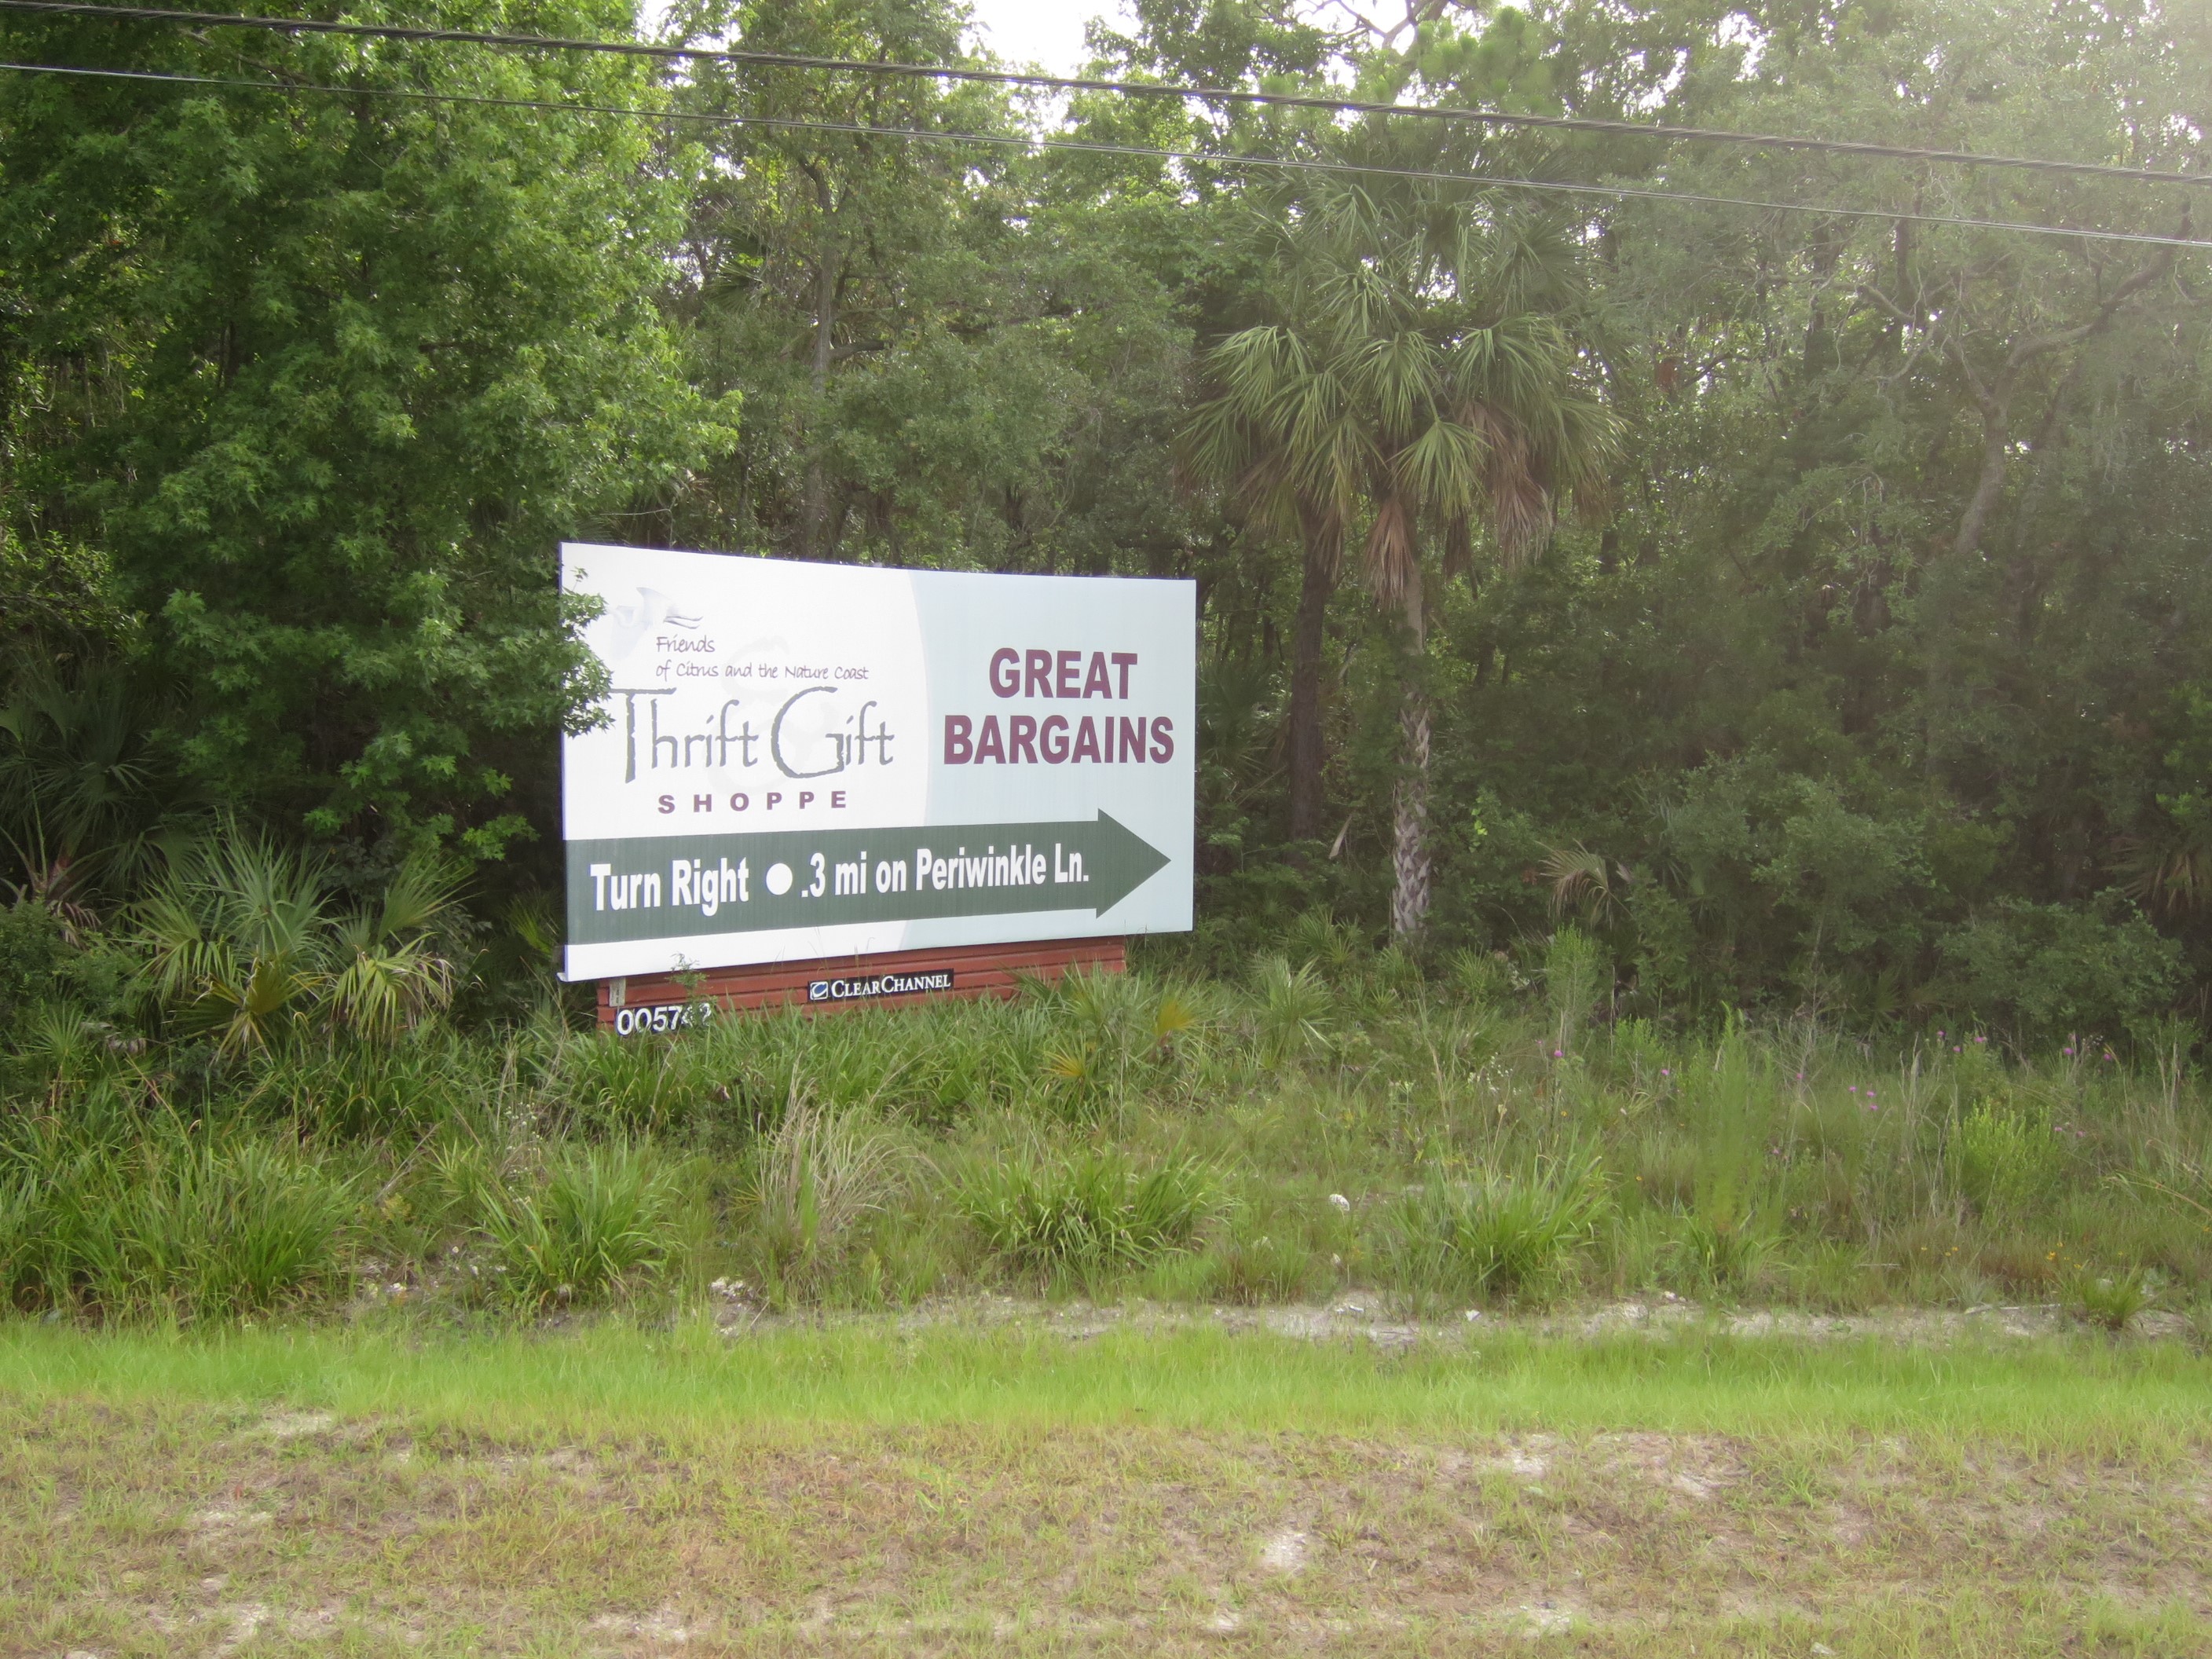 Friends
of Citrus and the Nature Coast
Thrift & Gift
SHOPPE
GREAT
BARGAINS
Turn Right ● .3 mi on Periwinkle Ln.
CLEARCHANNEL